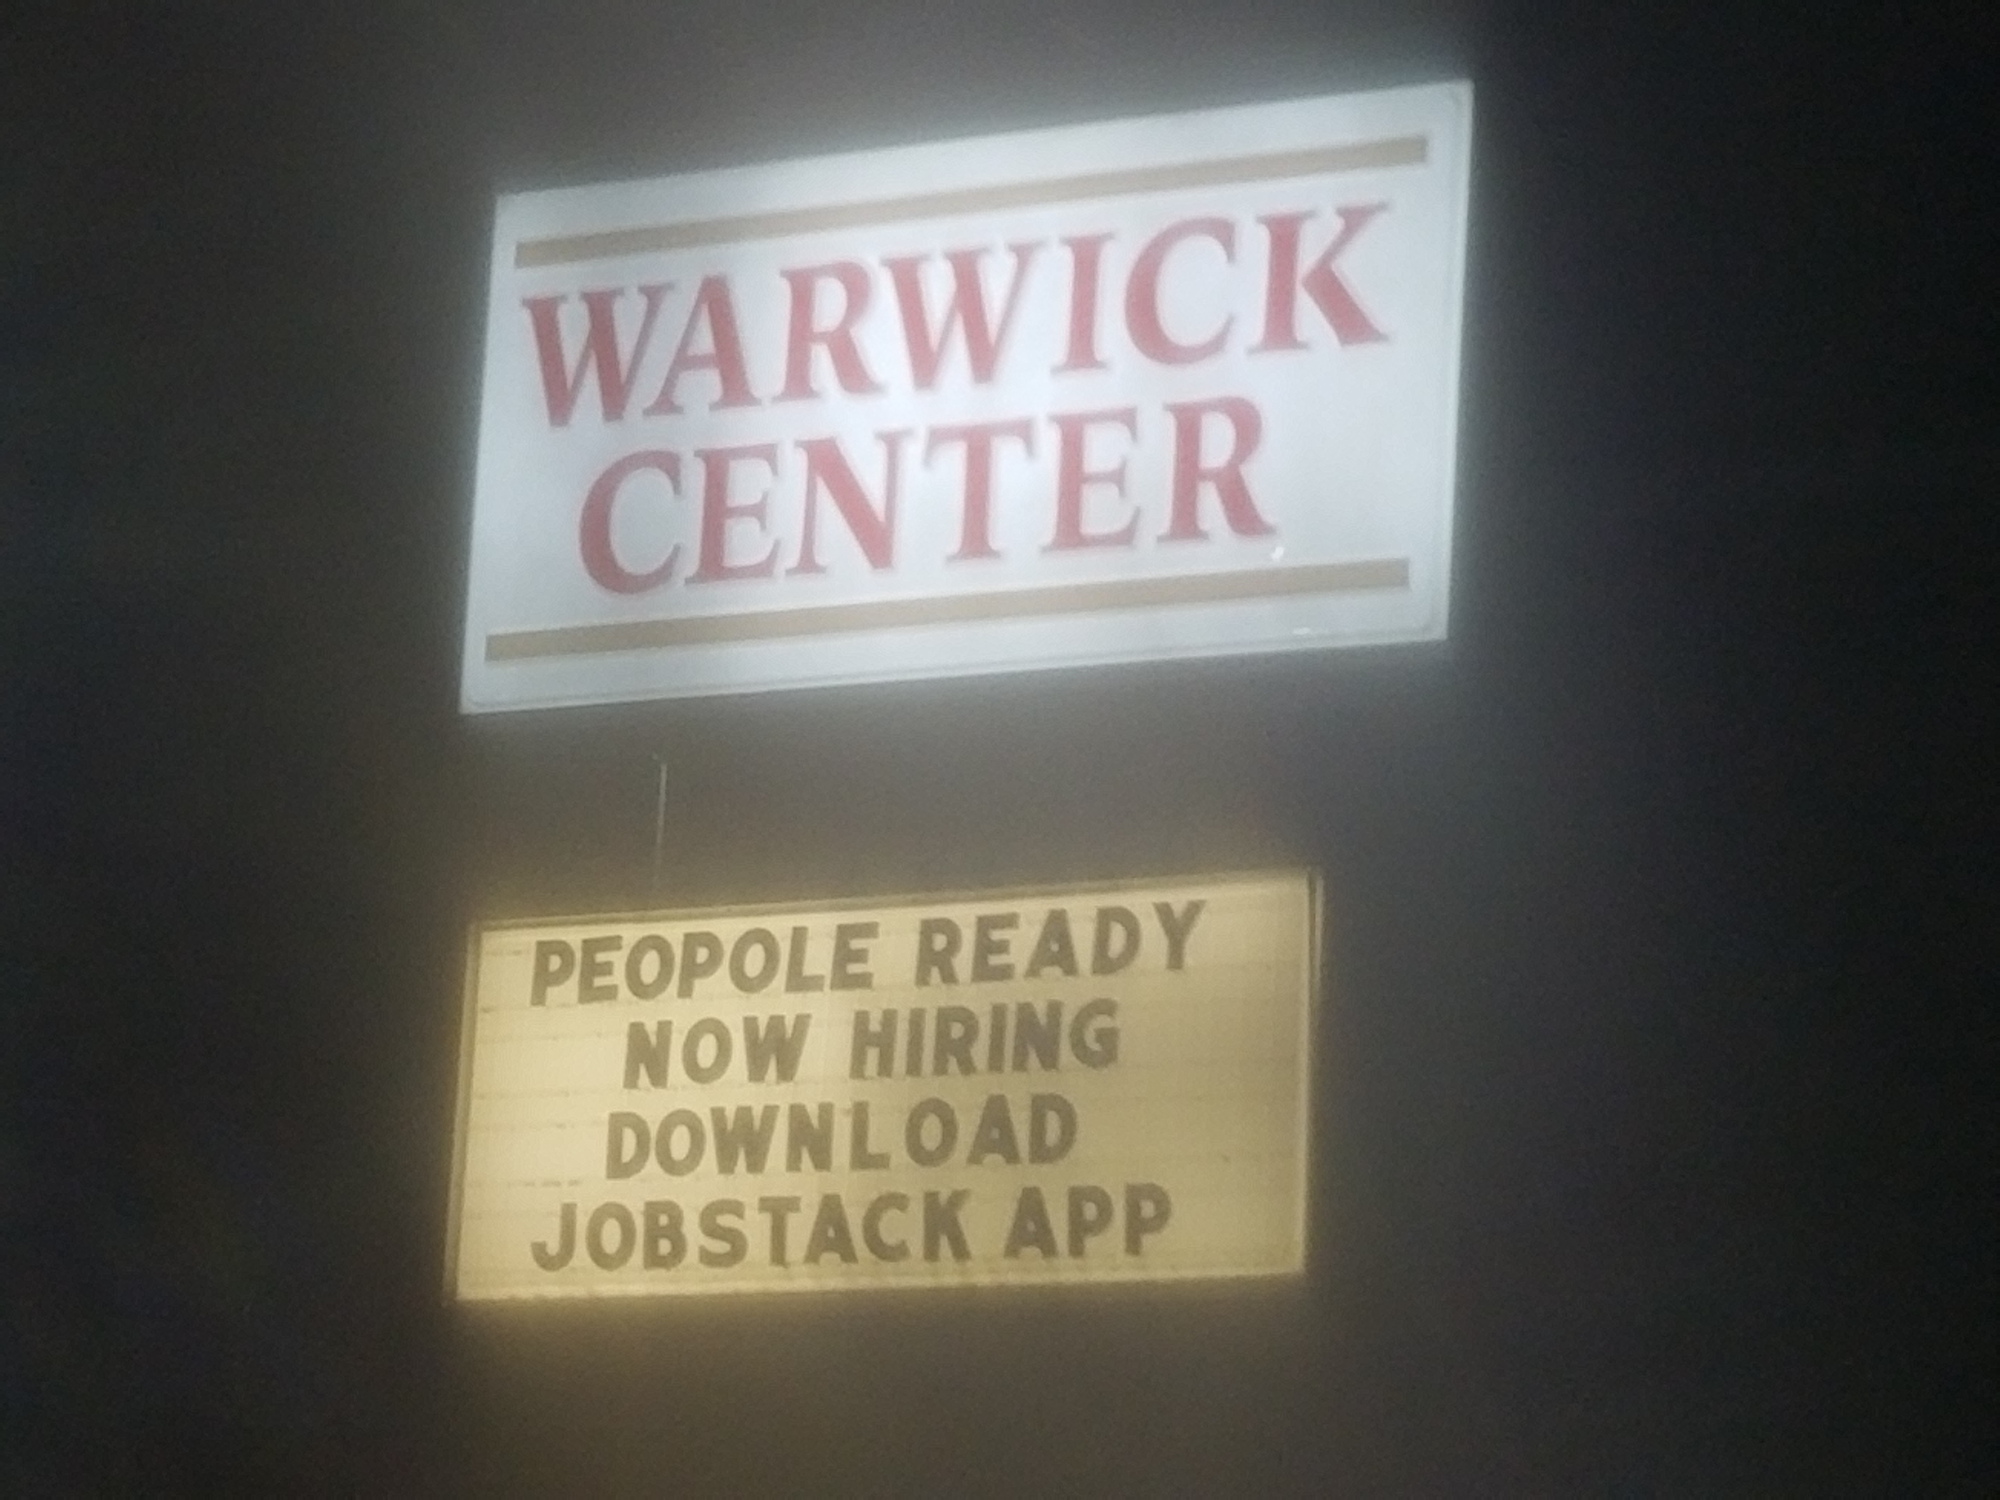 WARWICK
CENTER
PEOPOLE READY
NOW HIRING
DOWNLOAD
JOBSTACK APP